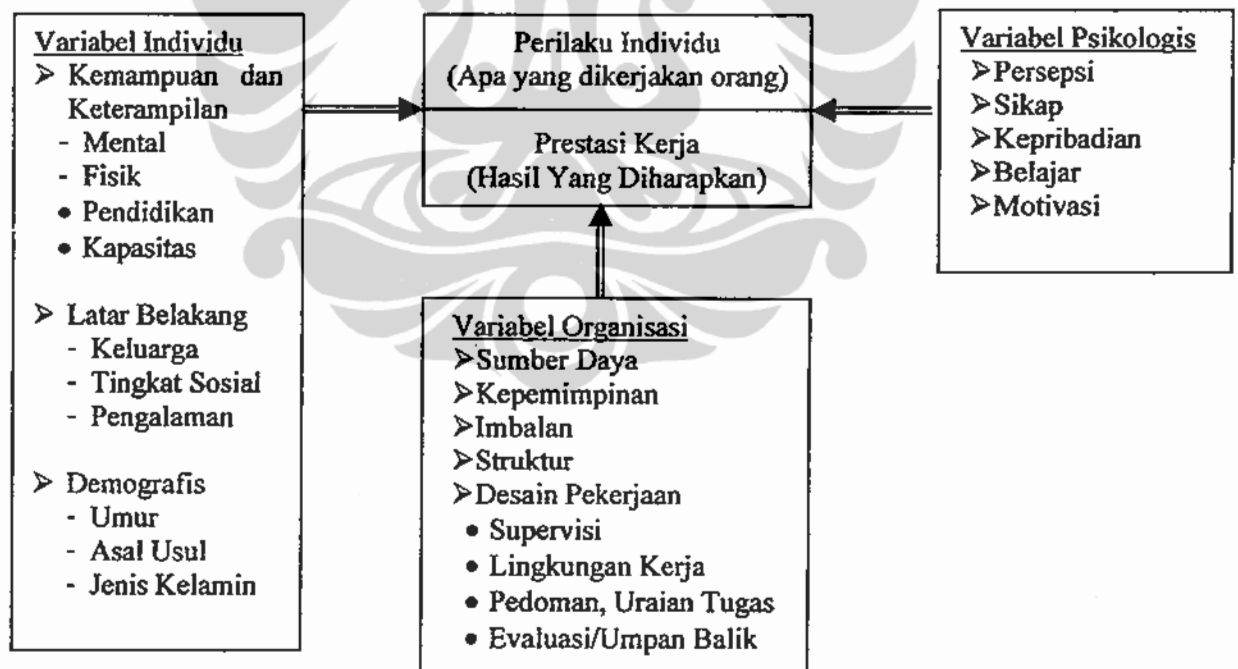 Variabel Individu
➤ Kemampuan dan
Keterampilan
- Mental
- Fisik
• Pendidikan
• Kapasitas
➤ Latar Belakang
- Keluarga
- Tingkat Sosial
- Pengalaman
➤ Demografis
- Umur
- Asal Usul
- Jenis Kelamin
Perilaku Individu
(Apa yang dikerjakan orang)
Prestasi Kerja
(Hasil Yang Diharapkan)
Variabel Organisasi
➤Sumber Daya
➤Kepemimpinan
➤Imbalan
➤Struktur
➤Desain Pekerjaan
• Supervisi
• Lingkungan Kerja
• Pedoman, Uraian Tugas
• Evaluasi/Umpan Balik
Variabel Psikologis
➤Persepsi
➤Sikap
➤Kepribadian
➤Belajar
➤Motivasi